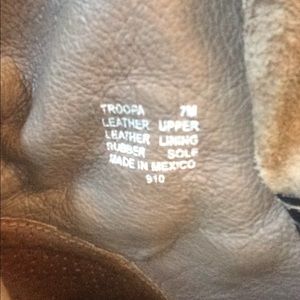 TROOPA 7M
LEATHER UPPER
LEATHER LINING
RUBBER SOLE
MADE IN MEXICO
910